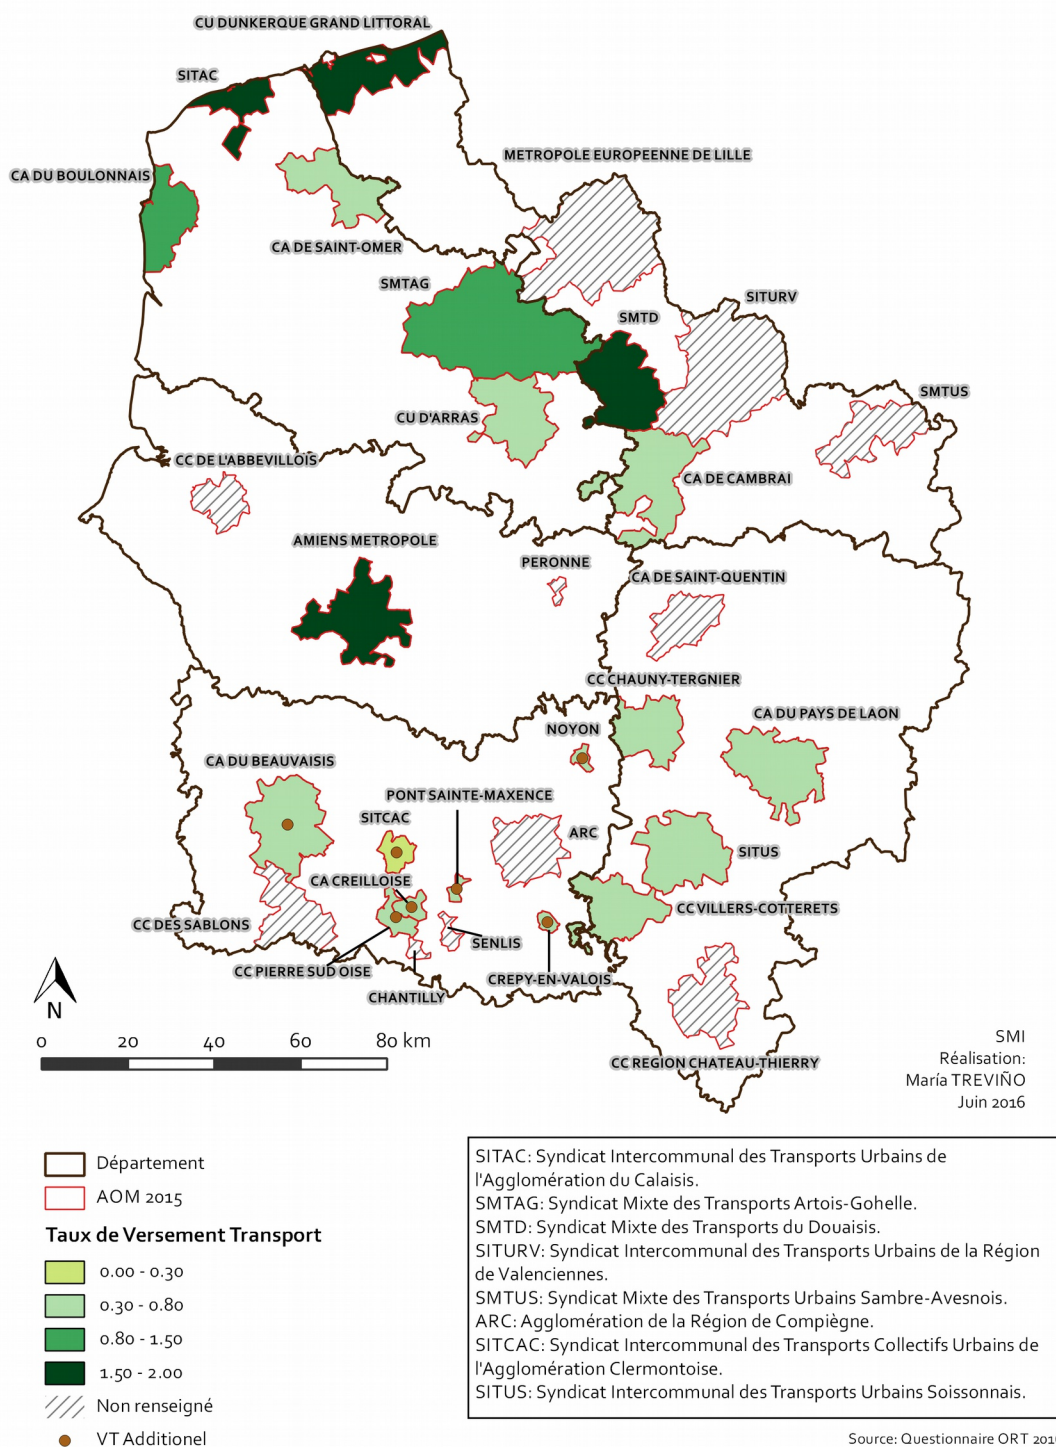 CU DUNKERQUE GRAND LITTORAL
SITAC
METROPOLE EUROPEENNE DE LILLE
CA DU BOULONNAIS
CA DE SAINT-OMER
SMTAG
SITURV
SMTD
SMTUS
CU D'ARRAS
CC DE L'ABBEVILLOIS
CA DE CAMBRAI
AMIENS METROPOLE
PERONNE
CA DE SAINT-QUENTIN
CC CHAUNY-TERGNIER
CA DU PAYS DE LAON
NOYON
CA DU BEAUVAISIS
PONT SAINTE-MAXENCE
SITCAC
ARC
SITUS
CA CREILLOISE
CC VILLERS-COTTERETS
CC DES SABLONS
SENLIS
CC PIERRE SUD OISE
CREPY-EN-VALOIS
CHANTILLY
N
0 20 40 60 80 km
CC REGION CHATEAU-THIERRY
SMI
Réalisation:
María TREVIÑO
Juin 2016
Département
AOM 2015
Taux de Versement Transport
0.00 - 0.30
0.30 - 0.80
0.80 - 1.50
1.50 - 2.00
Non renseigné
VT Additionel
SITAC: Syndicat Intercommunal des Transports Urbains de
l'Agglomération du Calaisis.
SMTAG: Syndicat Mixte des Transports Artois-Gohelle.
SMTD: Syndicat Mixte des Transports du Douaisis.
SITURV: Syndicat Intercommunal des Transports Urbains de la Région
de Valenciennes.
SMTUS: Syndicat Mixte des Transports Urbains Sambre-Avesnois.
ARC: Agglomération de la Région de Compiègne.
SITCAC: Syndicat Intercommunal des Transports Collectifs Urbains de
l'Agglomération Clermontoise.
SITUS: Syndicat Intercommunal des Transports Urbains Soissonnais.
Source: Questionnaire ORT